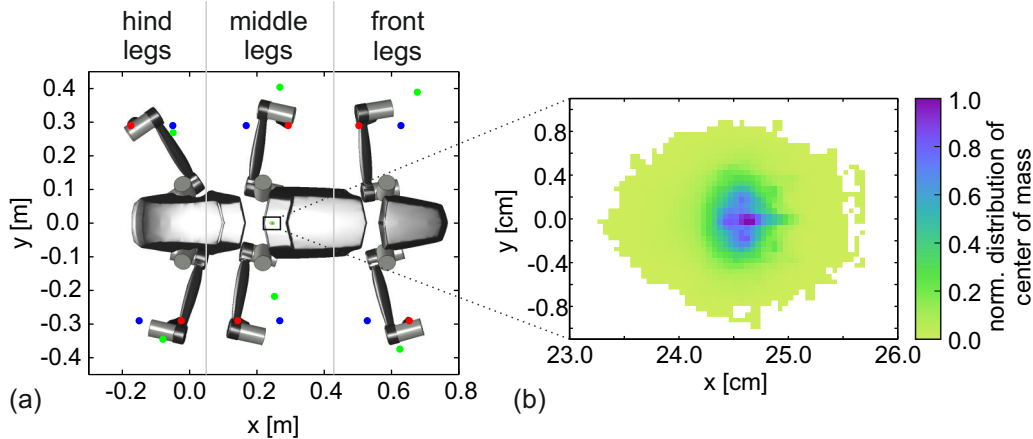 hind legs
middle legs
front legs
0.4
0.3
0.2
0.1
0.0
-0.1
-0.2
-0.3
-0.4
y [m]
-0.2
0.0
0.2
0.4
0.6
0.8
x [m]
(a)
0.8
0.4
0.0
-0.4
-0.8
y [cm]
23.0
24.0
25.0
26.0
x [cm]
(b)
1.0
0.8
0.6
0.4
0.2
0.0
norm. distribution of
center of mass